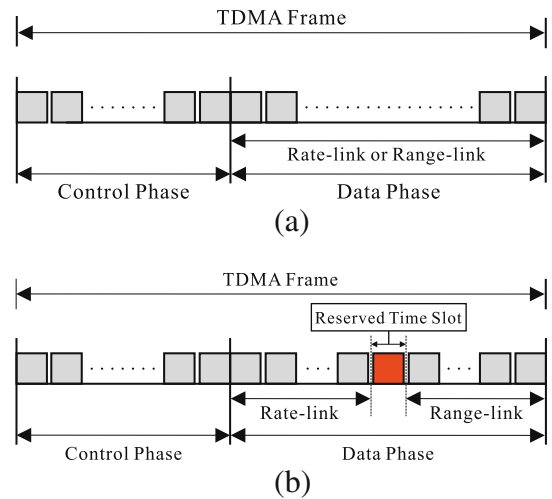 TDMA Frame
Rate-link or Range-link
Control Phase
Data Phase
(a)
TDMA Frame
Reserved Time Slot
Rate-link
Range-link
Control Phase
Data Phase
(b)